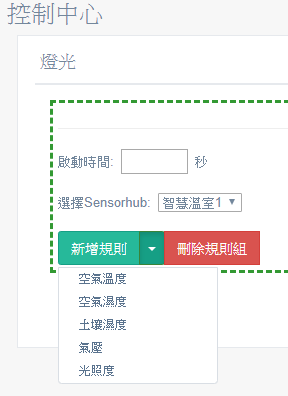 控制中心
燈光
啟動時間: 秒
選擇Sensorhub: 智慧溫室1
新增規則 刪除規則組
空氣溫度
空氣濕度
土壤濕度
氣壓
光照度